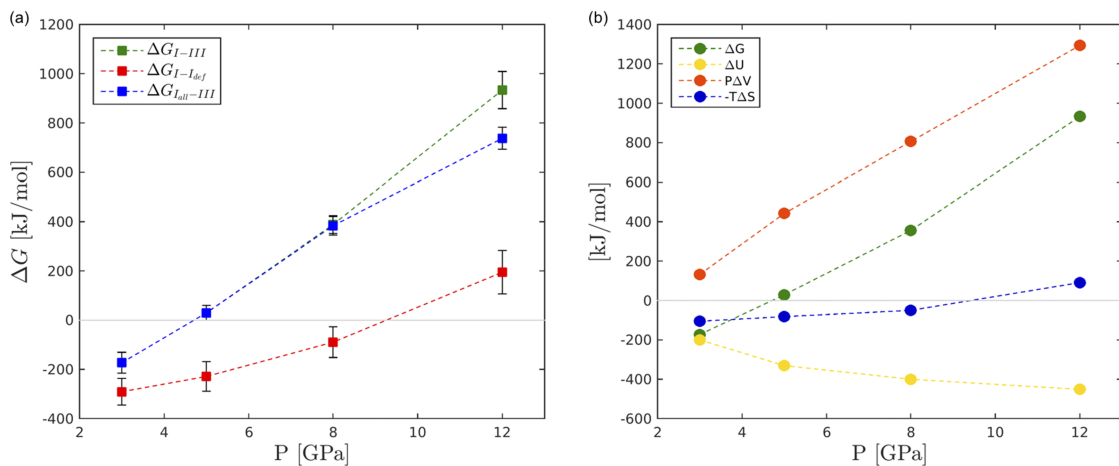 (a)
1200
1000
800
600
400
200
0
-200
-400
ΔG [kJ/mol]
ΔG_{I−III}
ΔG_{I−I_{def}}
ΔG_{I_{all}−III}
2 4 6 8 10 12
P [GPa]
(b)
1400
1200
1000
800
600
400
200
0
-200
-400
-600
[kJ/mol]
ΔG
ΔU
PΔV
-TΔS
2 4 6 8 10 12
P [GPa]